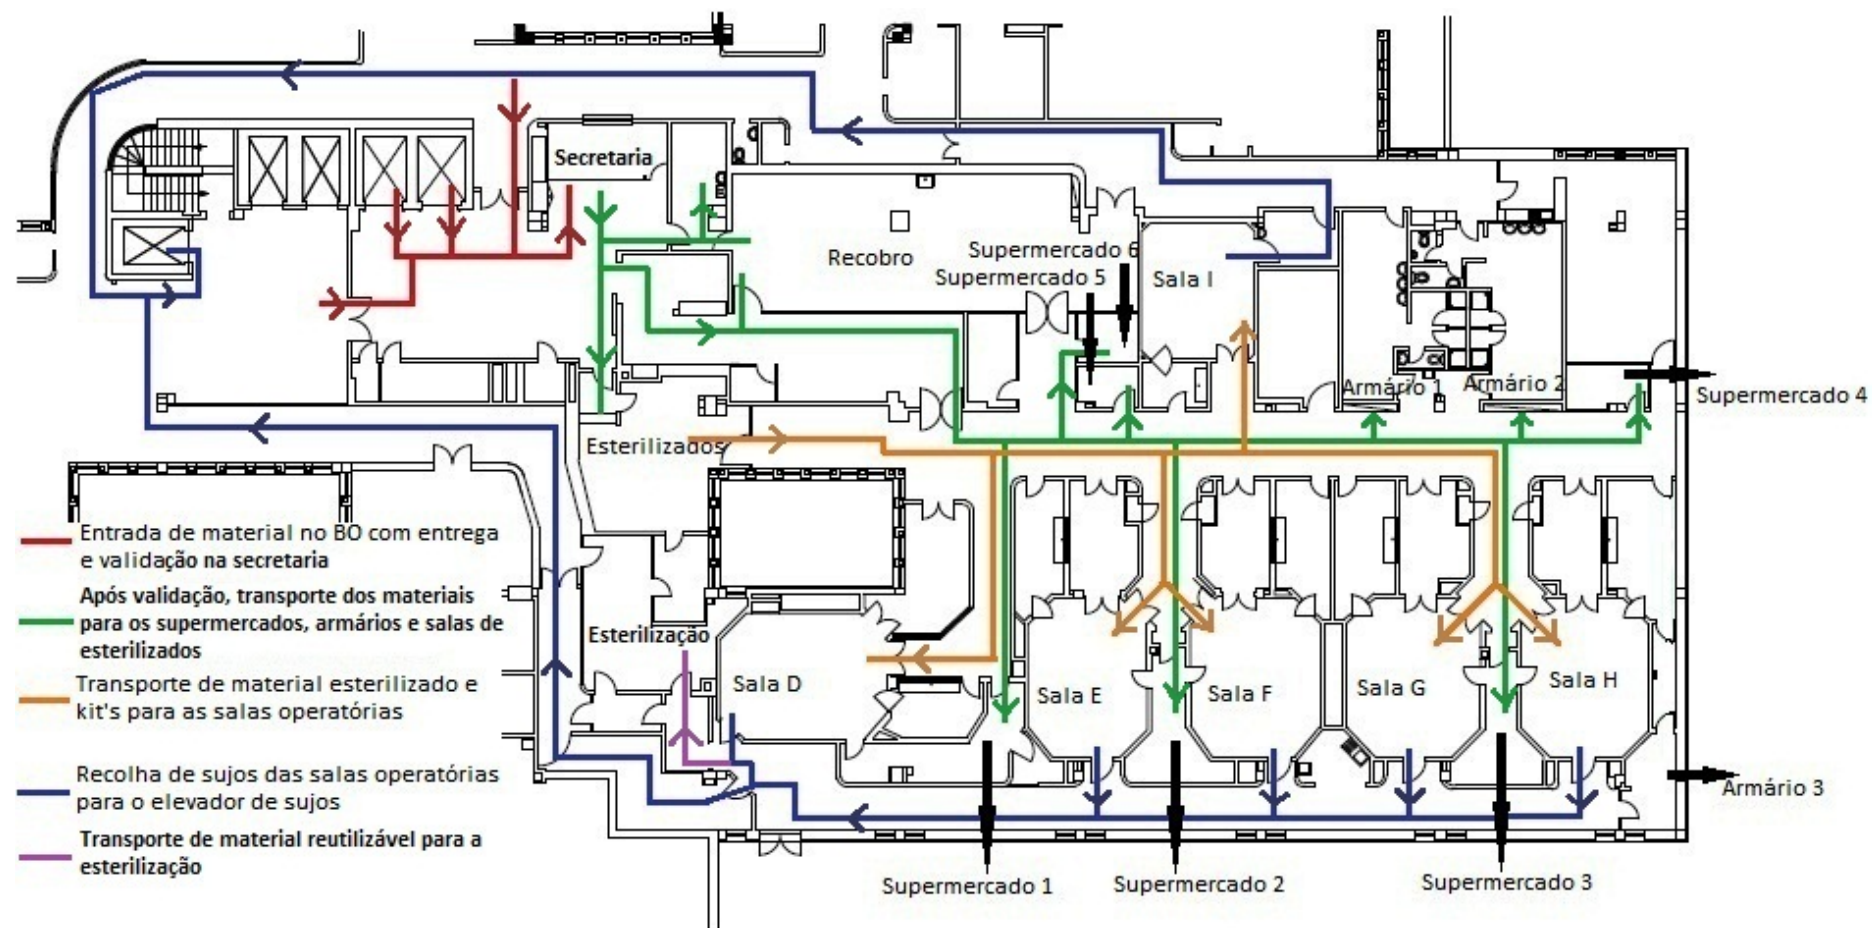 Secretaria
Recobro
Supermercado 6
Supermercado 5
Sala I
Armário 1
Armário 2
Supermercado 4
Esterilizados
Entrada de material no BO com entrega
e validação na secretaria
Após validação, transporte dos materiais
para os supermercados, armários e salas de
esterilizados
Transporte de material esterilizado e
kit's para as salas operatórias
Recolha de sujos das salas operatórias
para o elevador de sujos
Transporte de material reutilizável para a
esterilização
Esterilização
Sala D
Sala E
Sala F
Sala G
Sala H
Armário 3
Supermercado 1
Supermercado 2
Supermercado 3